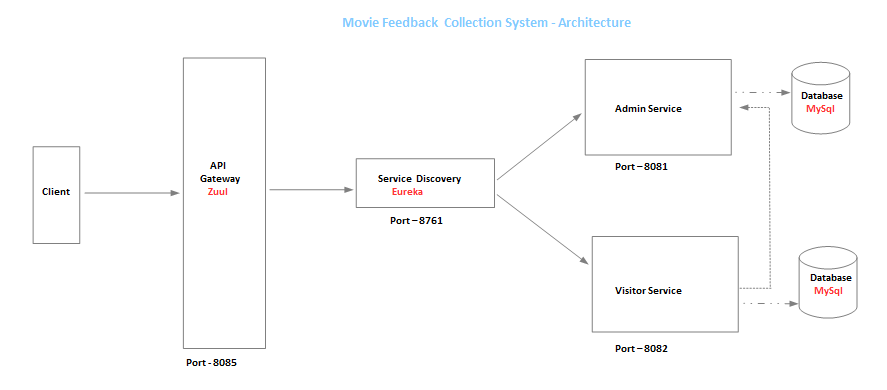 Movie Feedback Collection System - Architecture
Client
API
Gateway
Zuul
Port - 8085
Service Discovery
Eureka
Port – 8761
Admin Service
Port – 8081
Database
MySql
Visitor Service
Port – 8082
Database
MySql